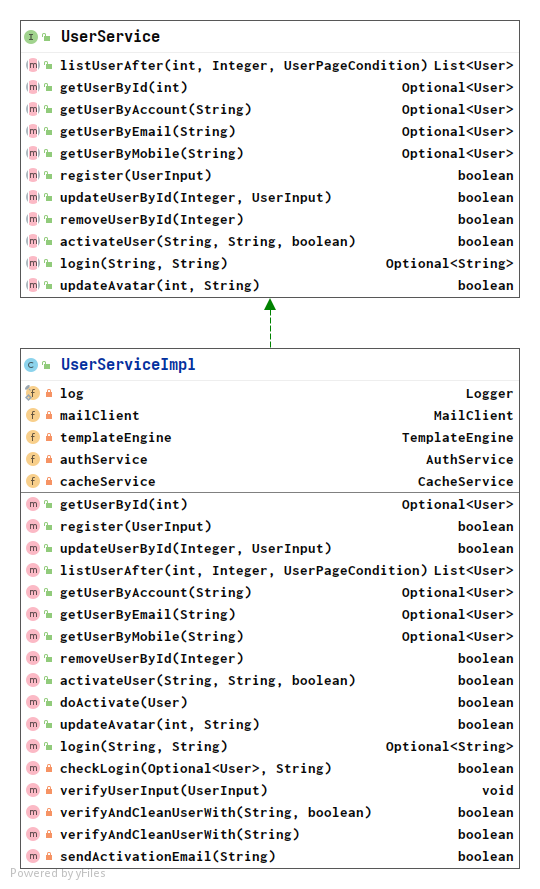 I UserService
m listUserAfter(int, Integer, UserPageCondition) List<User>
m getUserById(int) Optional<User>
m getUserByAccount(String) Optional<User>
m getUserByEmail(String) Optional<User>
m getUserByMobile(String) Optional<User>
m register(UserInput) boolean
m updateUserById(Integer, UserInput) boolean
m removeUserById(Integer) boolean
m activateUser(String, String, boolean) boolean
m login(String, String) Optional<String>
m updateAvatar(int, String) boolean
C UserServiceImpl
f log Logger
f mailClient MailClient
f templateEngine TemplateEngine
f authService AuthService
f cacheService CacheService
m getUserById(int) Optional<User>
m register(UserInput) boolean
m updateUserById(Integer, UserInput) boolean
m listUserAfter(int, Integer, UserPageCondition) List<User>
m getUserByAccount(String) Optional<User>
m getUserByEmail(String) Optional<User>
m getUserByMobile(String) Optional<User>
m removeUserById(Integer) boolean
m activateUser(String, String, boolean) boolean
m doActivate(User) boolean
m updateAvatar(int, String) boolean
m login(String, String) Optional<String>
m checkLogin(Optional<User>, String) boolean
m verifyUserInput(UserInput) void
m verifyAndCleanUserWith(String, boolean) boolean
m verifyAndCleanUserWith(String) boolean
m sendActivationEmail(String) boolean
Powered by yFiles